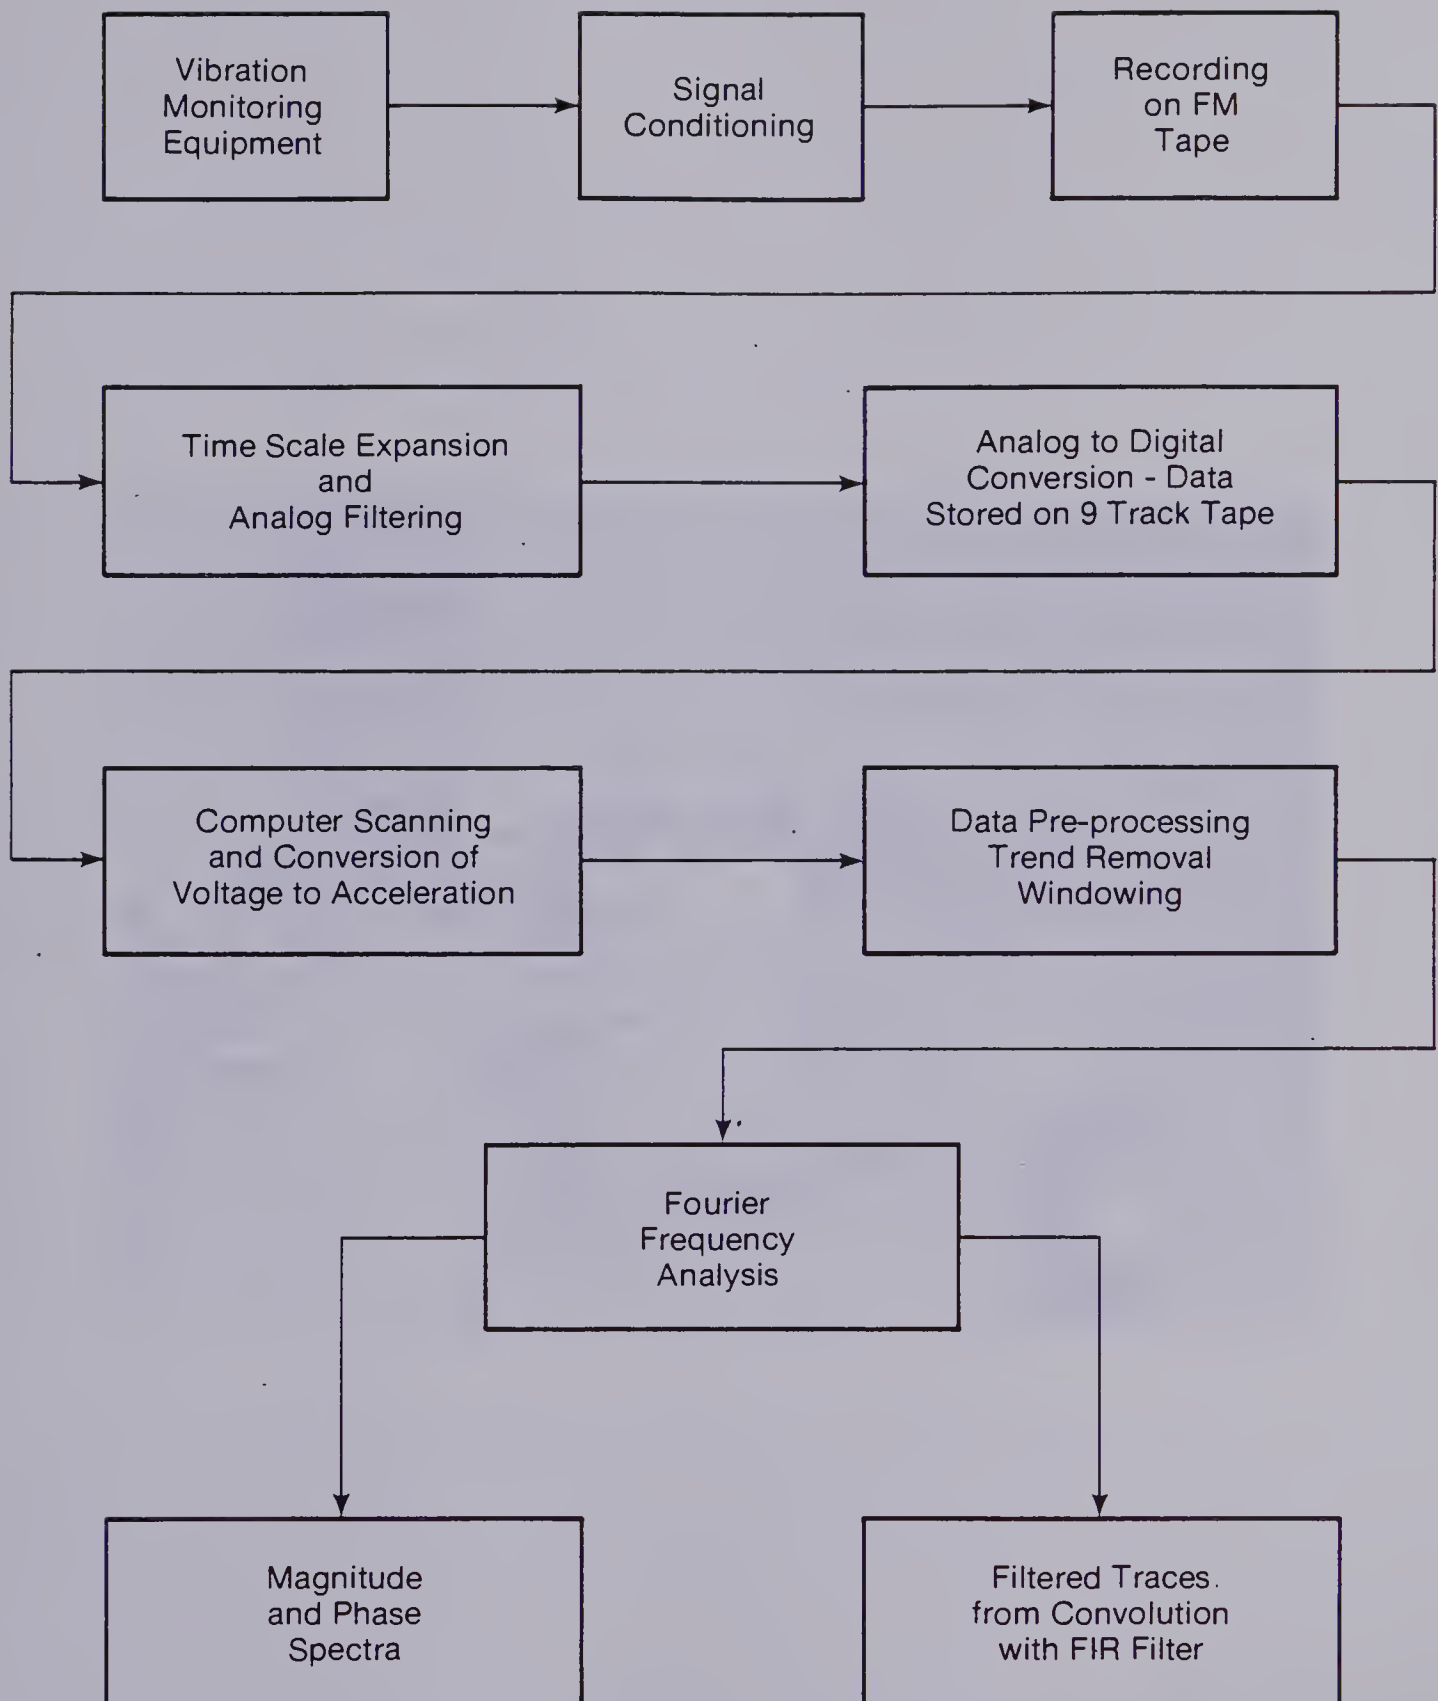 Vibration
Monitoring
Equipment
Signal
Conditioning
Recording
on FM
Tape
Time Scale Expansion
and
Analog Filtering
Analog to Digital
Conversion - Data
Stored on 9 Track Tape
Computer Scanning
and Conversion of
Voltage to Acceleration
Data Pre-processing
Trend Removal
Windowing
Fourier
Frequency
Analysis
Magnitude
and Phase
Spectra
Filtered Traces
from Convolution
with FIR Filter